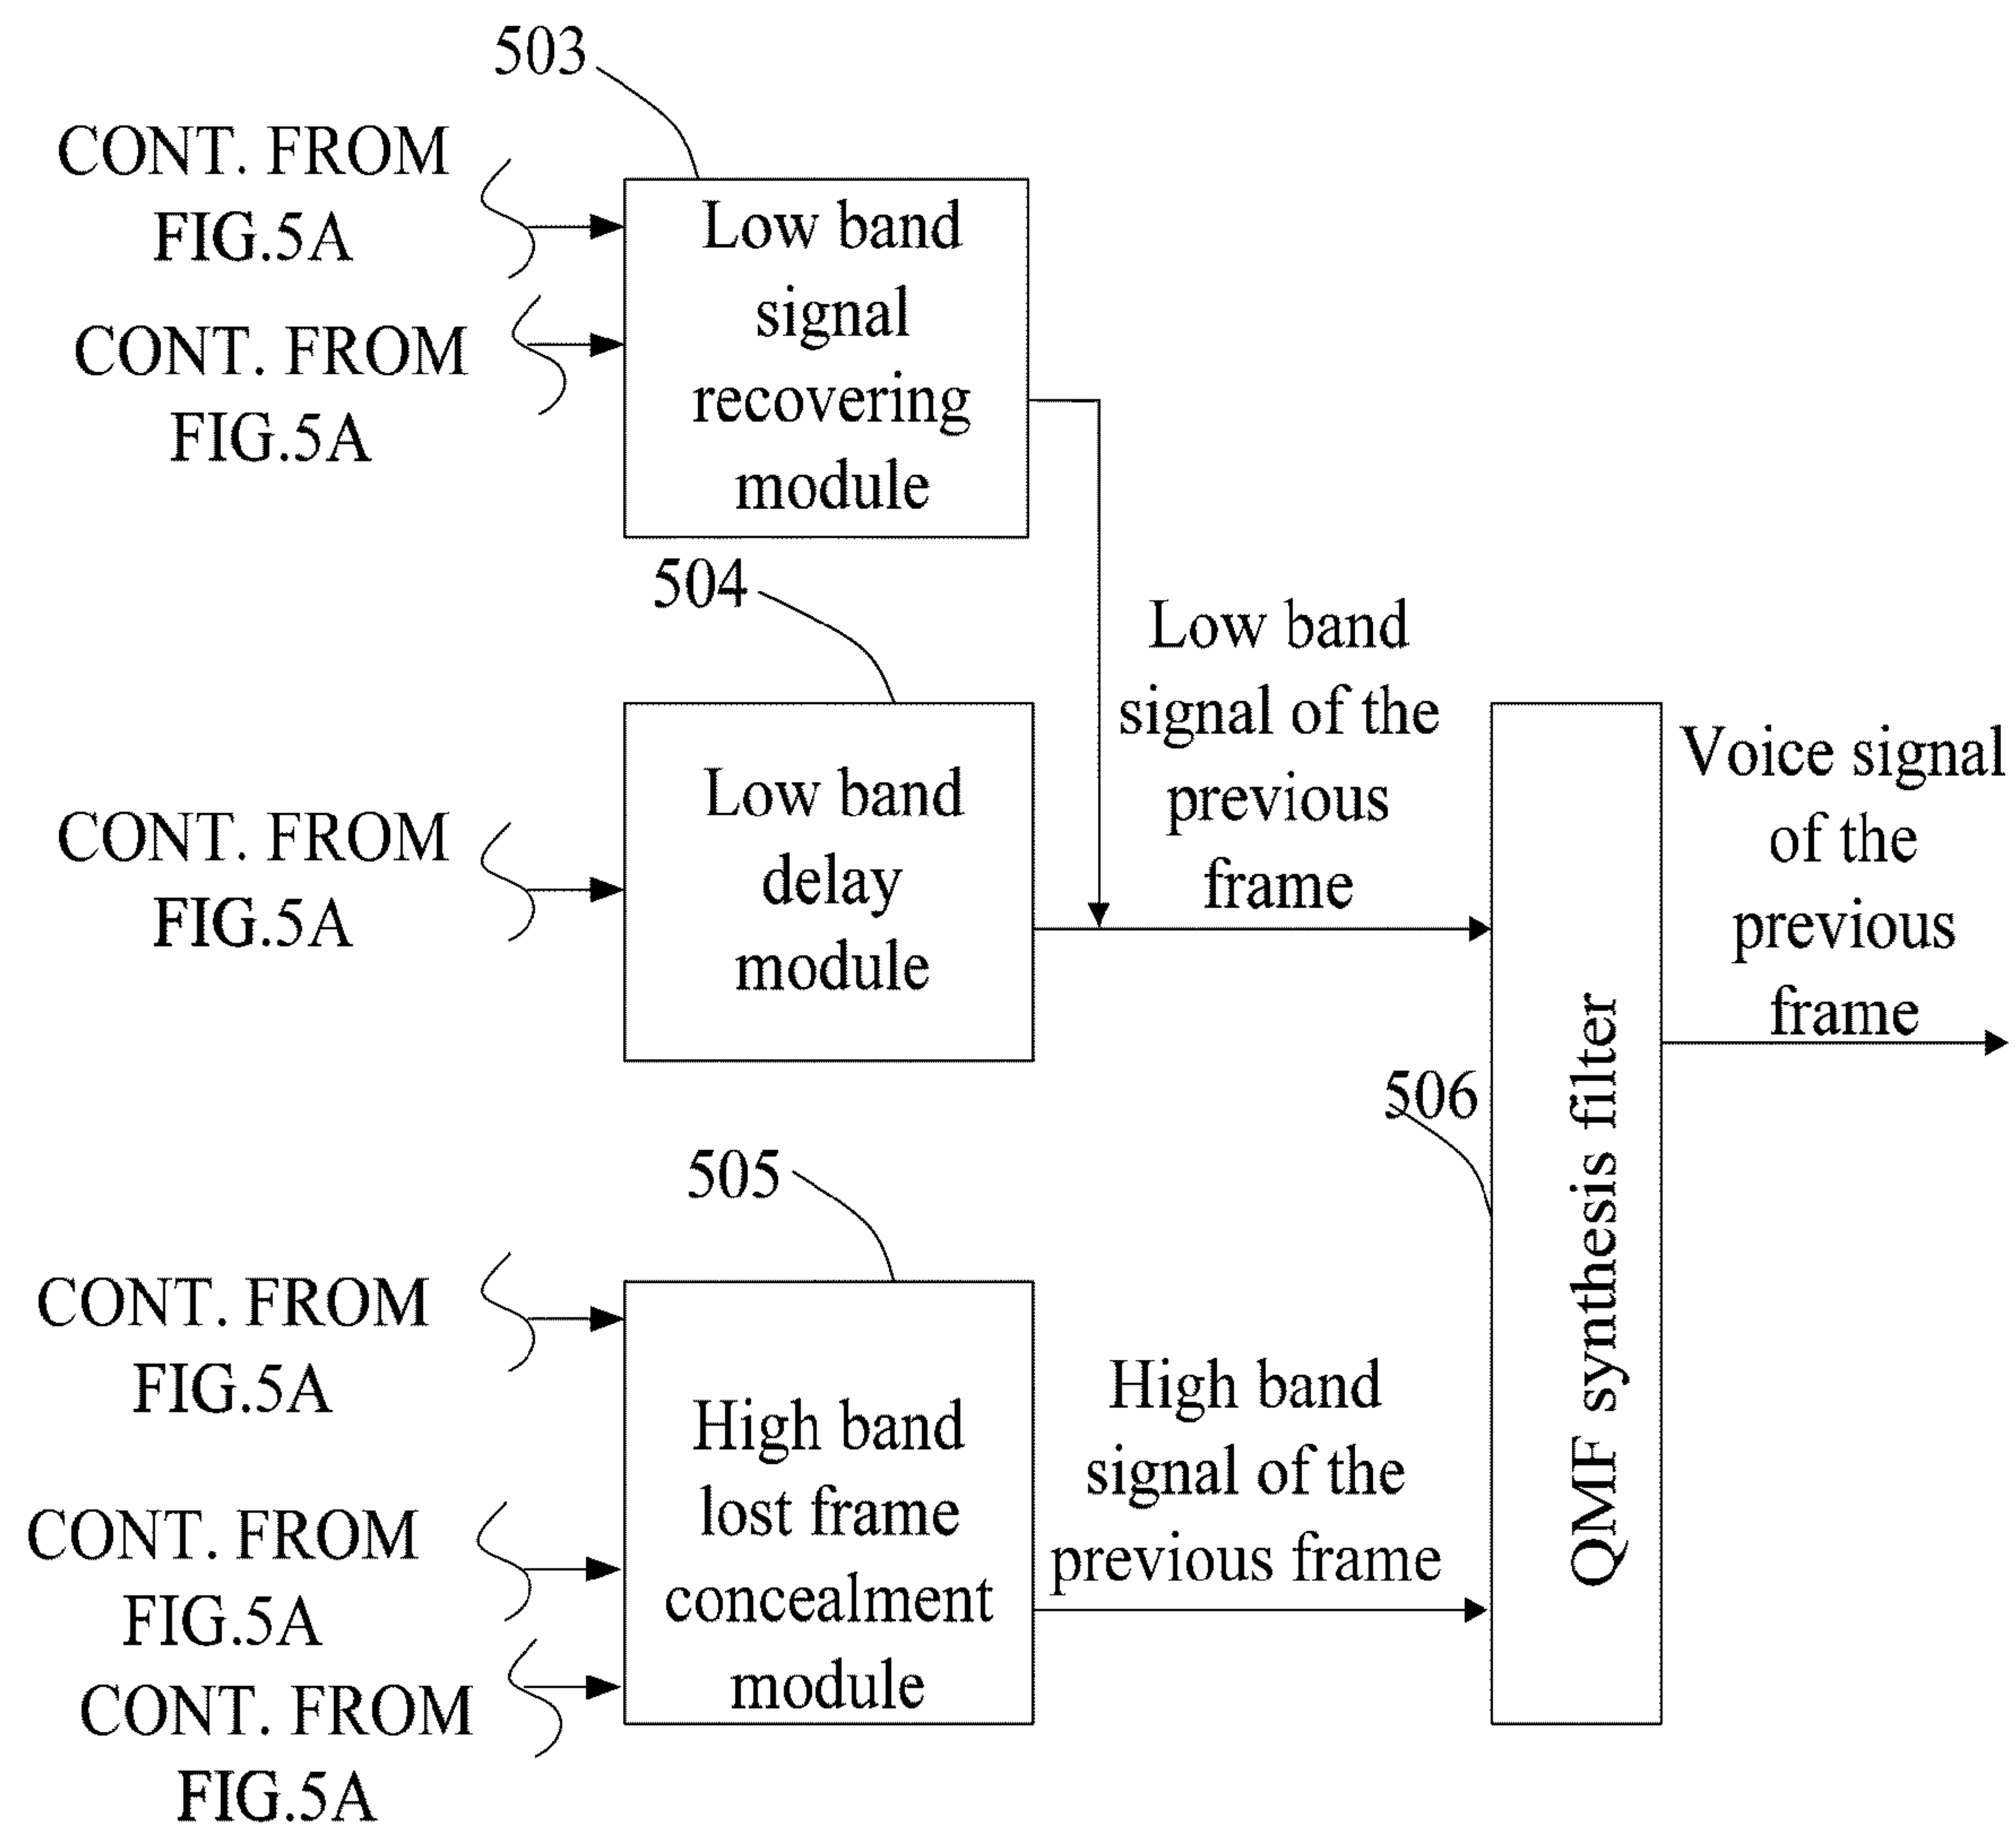 503
CONT. FROM
FIG.5A
CONT. FROM
FIG.5A
Low band
signal
recovering
module
504
CONT. FROM
FIG.5A
Low band
delay
module
Low band
signal of the
previous
frame
Voice signal
of the
previous
frame
506
QMF synthesis filter
505
CONT. FROM
FIG.5A
CONT. FROM
FIG.5A
CONT. FROM
FIG.5A
High band
lost frame
concealment
module
High band
signal of the
previous frame